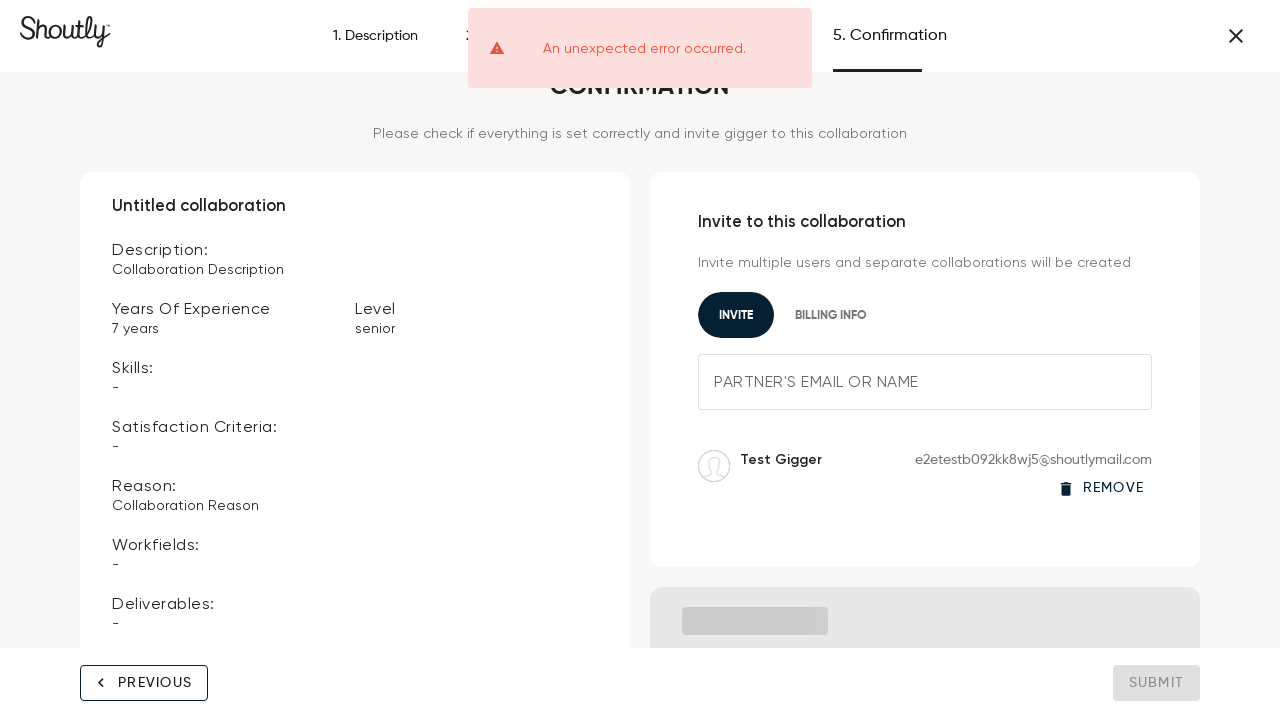 Shoutly
1. Description
An unexpected error occurred.
5. Confirmation
CONFIRMATION
Please check if everything is set correctly and invite gigger to this collaboration
Untitled collaboration
Description:
Collaboration Description
Years Of Experience
Level
7 years
senior
Skills:
-
Satisfaction Criteria:
-
Reason:
Collaboration Reason
Workfields:
-
Deliverables:
-
Invite to this collaboration
Invite multiple users and separate collaborations will be created
INVITE
BILLING INFO
PARTNER'S EMAIL OR NAME
Test Gigger
e2etestb092kk8wj5@shoutlymail.com
REMOVE
PREVIOUS
SUBMIT